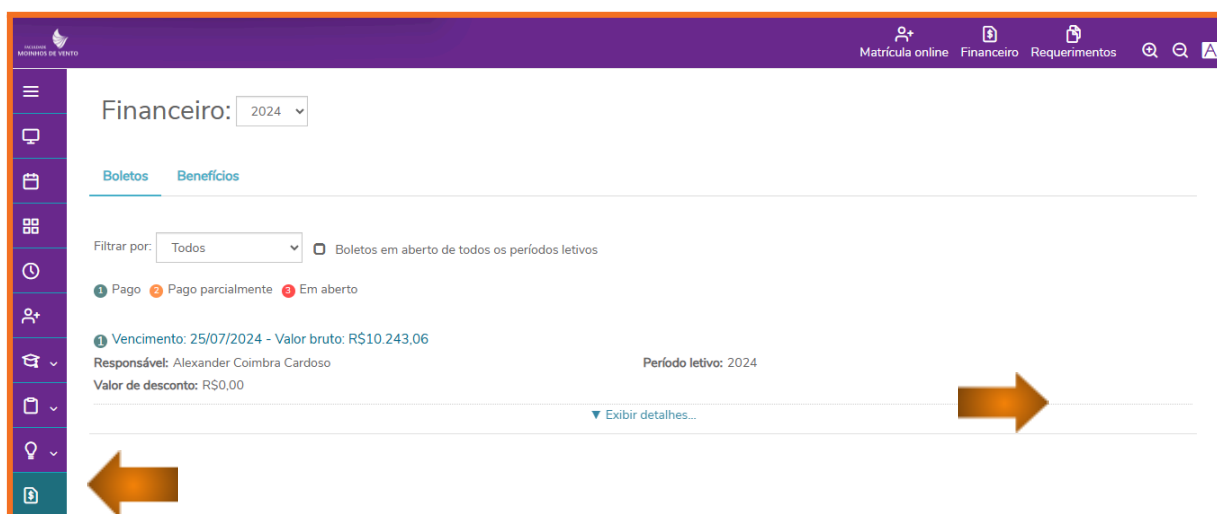 FACULDADE
MOINHOS DE VENTO
Matrícula online Financeiro Requerimentos A
Financeiro: 2024
Boletos Benefícios
Filtrar por: Todos Boletos em aberto de todos os períodos letivos
1 Pago 2 Pago parcialmente 3 Em aberto
1 Vencimento: 25/07/2024 - Valor bruto: R$10.243,06
Responsável: Alexander Coimbra Cardoso Período letivo: 2024
Valor de desconto: R$0,00
▼ Exibir detalhes...